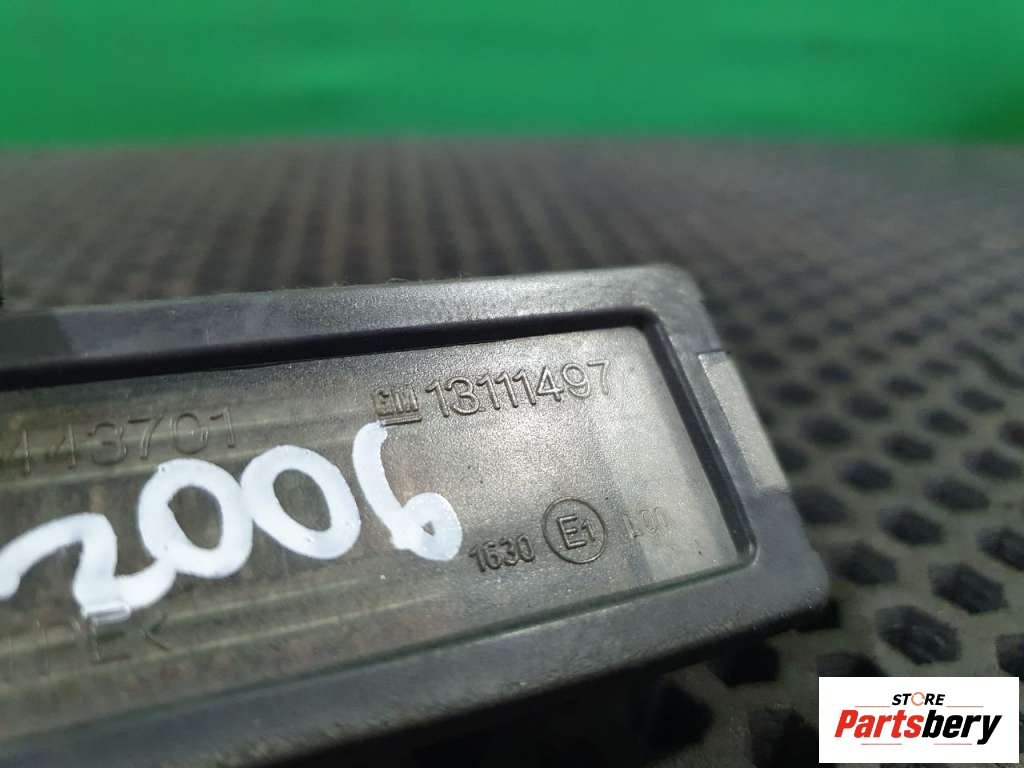 GM 13111497
443701
2006
1630 E1
STORE
Partsbery